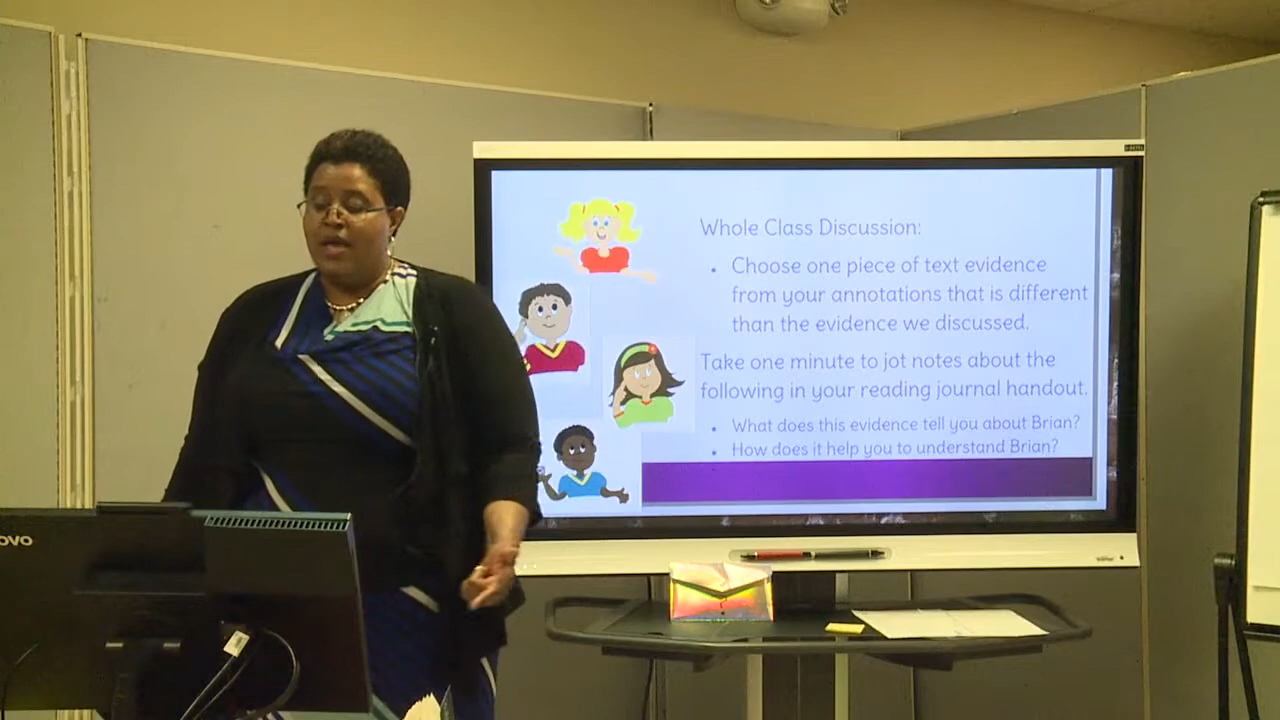 Whole Class Discussion:
• Choose one piece of text evidence
from your annotations that is different
than the evidence we discussed.
Take one minute to jot notes about the
following in your reading journal handout.
• What does this evidence tell you about Brian?
• How does it help you to understand Brian?
ovo